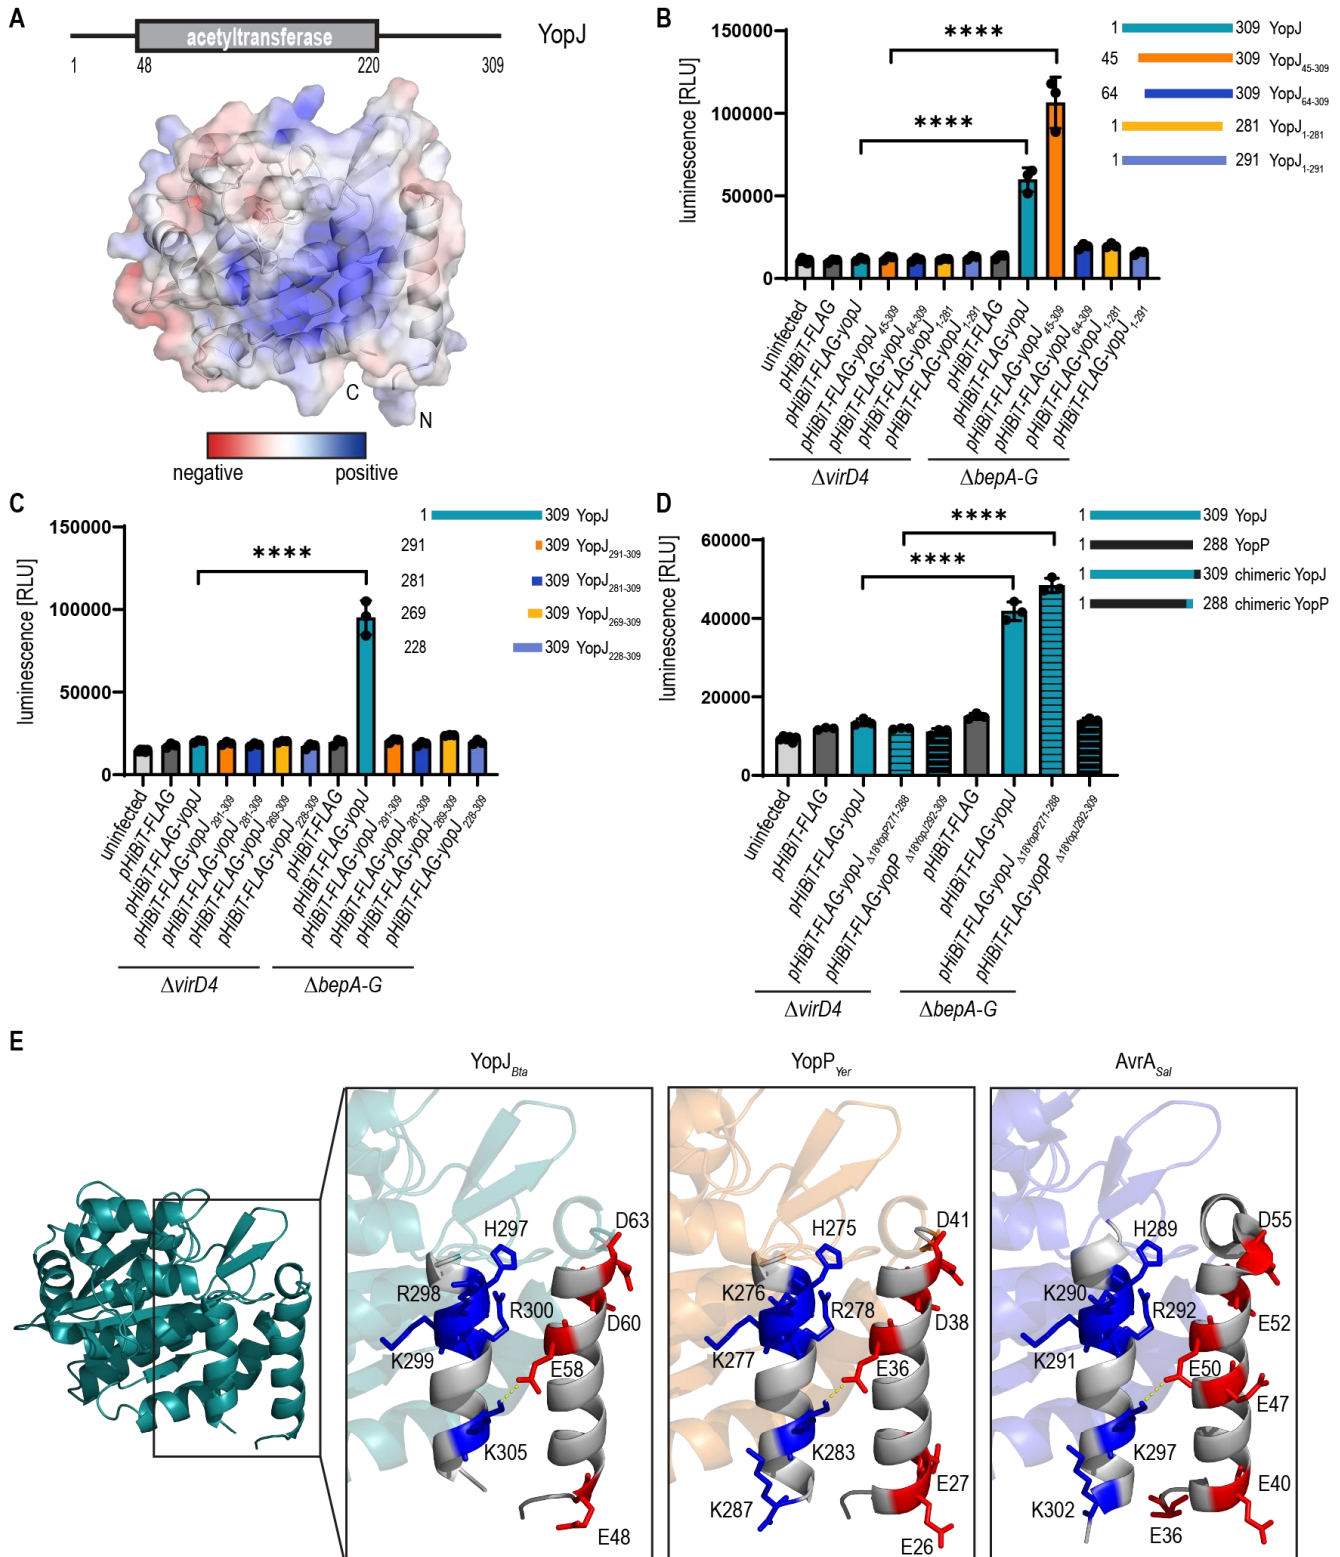 A
acetyltransferase
YopJ
1 48 220 309
C
N
negative positive
B
luminescence [RLU]
150000
100000
50000
0
****
****
1 309 YopJ
45 309 YopJ45-309
64 309 YopJ64-309
1 281 YopJ1-281
1 291 YopJ1-291
uninfected
pHiBiT-FLAG
pHiBiT-FLAG-yopJ
pHiBiT-FLAG-yopJ45-309
pHiBiT-FLAG-yopJ64-309
pHiBiT-FLAG-yopJ1-281
pHiBiT-FLAG-yopJ1-291
pHiBiT-FLAG
pHiBiT-FLAG-yopJ
pHiBiT-FLAG-yopJ45-309
pHiBiT-FLAG-yopJ64-309
pHiBiT-FLAG-yopJ1-281
pHiBiT-FLAG-yopJ1-291
ΔvirD4 ΔbepA-G
C
luminescence [RLU]
150000
100000
50000
0
****
1 309 YopJ
291 309 YopJ291-309
281 309 YopJ281-309
269 309 YopJ269-309
228 309 YopJ228-309
uninfected
pHiBiT-FLAG
pHiBiT-FLAG-yopJ
pHiBiT-FLAG-yopJ291-309
pHiBiT-FLAG-yopJ281-309
pHiBiT-FLAG-yopJ269-309
pHiBiT-FLAG-yopJ228-309
pHiBiT-FLAG
pHiBiT-FLAG-yopJ
pHiBiT-FLAG-yopJ291-309
pHiBiT-FLAG-yopJ281-309
pHiBiT-FLAG-yopJ269-309
pHiBiT-FLAG-yopJ228-309
ΔvirD4 ΔbepA-G
D
luminescence [RLU]
60000
40000
20000
0
****
****
1 309 YopJ
1 288 YopP
1 309 chimeric YopJ
1 288 chimeric YopP
uninfected
pHiBiT-FLAG
pHiBiT-FLAG-yopJ
pHiBiT-FLAG-yopJ Δ18YopP271-288
pHiBiT-FLAG-yopP Δ18YopJ292-309
pHiBiT-FLAG
pHiBiT-FLAG-yopJ
pHiBiT-FLAG-yopJ Δ18YopP271-288
pHiBiT-FLAG-yopP Δ18YopJ292-309
ΔvirD4 ΔbepA-G
E
YopJBta
H297
D63
R298
R300
D60
K299
E58
K305
E48
YopPYer
H275
D41
K276
R278
D38
K277
E36
K283
E27
K287
E26
AvrASal
H289
D55
K290
R292
E52
K291
E50
E47
K297
E40
K302
E36